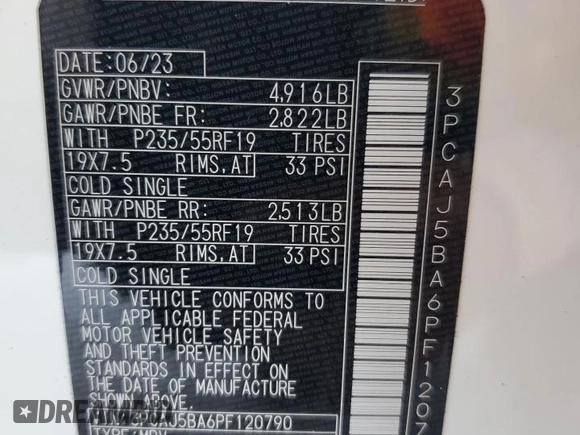 DATE: 06/23
GVWR/PNBV: 4,916LB
GAWR/PNBE FR: 2,822LB
WITH P235/55RF19 TIRES
19X7.5 RIMS, AT 33 PSI
COLD SINGLE
GAWR/PNBE RR: 2,513LB
WITH P235/55RF19 TIRES
19X7.5 RIMS, AT 33 PSI
COLD SINGLE
THIS VEHICLE CONFORMS TO
ALL APPLICABLE FEDERAL
MOTOR VEHICLE SAFETY
AND THEFT PREVENTION
STANDARDS IN EFFECT ON
THE DATE OF MANUFACTURE
SHOWN ABOVE.
3PCAJ5BA6PF120790
3PCAJ5BA6PF1207